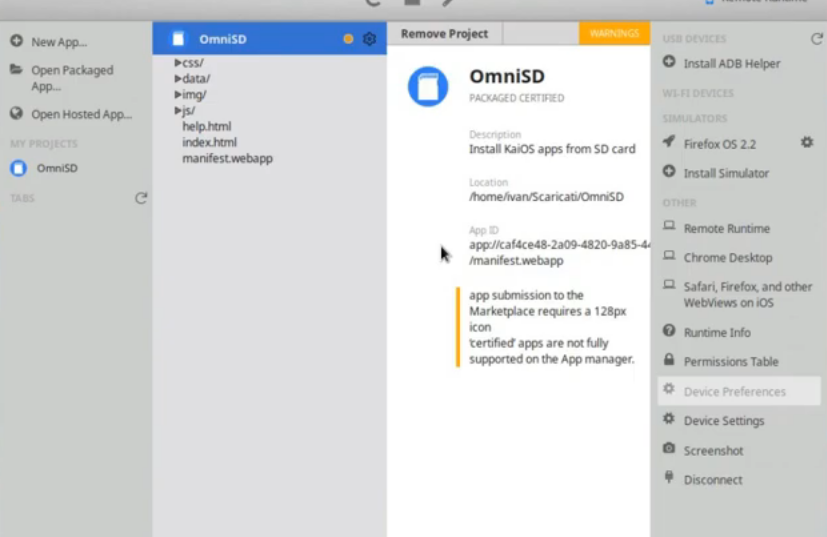 New App...
Open Packaged
App...
Open Hosted App...
MY PROJECTS
OmniSD
TABS
OmniSD
css/
data/
img/
js/
help.html
index.html
manifest.webapp
Remove Project
WARNINGS
OmniSD
PACKAGED CERTIFIED
Description
Install KaiOS apps from SD card
Location
/home/ivan/Scaricati/OmniSD
App ID
app://caf4ce48-2a09-4820-9a85-44
/manifest.webapp
app submission to the
Marketplace requires a 128px
icon
'certified' apps are not fully
supported on the App manager.
Remote Runtime
USB DEVICES
Install ADB Helper
WI-FI DEVICES
SIMULATORS
Firefox OS 2.2
Install Simulator
OTHER
Remote Runtime
Chrome Desktop
Safari, Firefox, and other
WebViews on iOS
Runtime Info
Permissions Table
Device Preferences
Device Settings
Screenshot
Disconnect